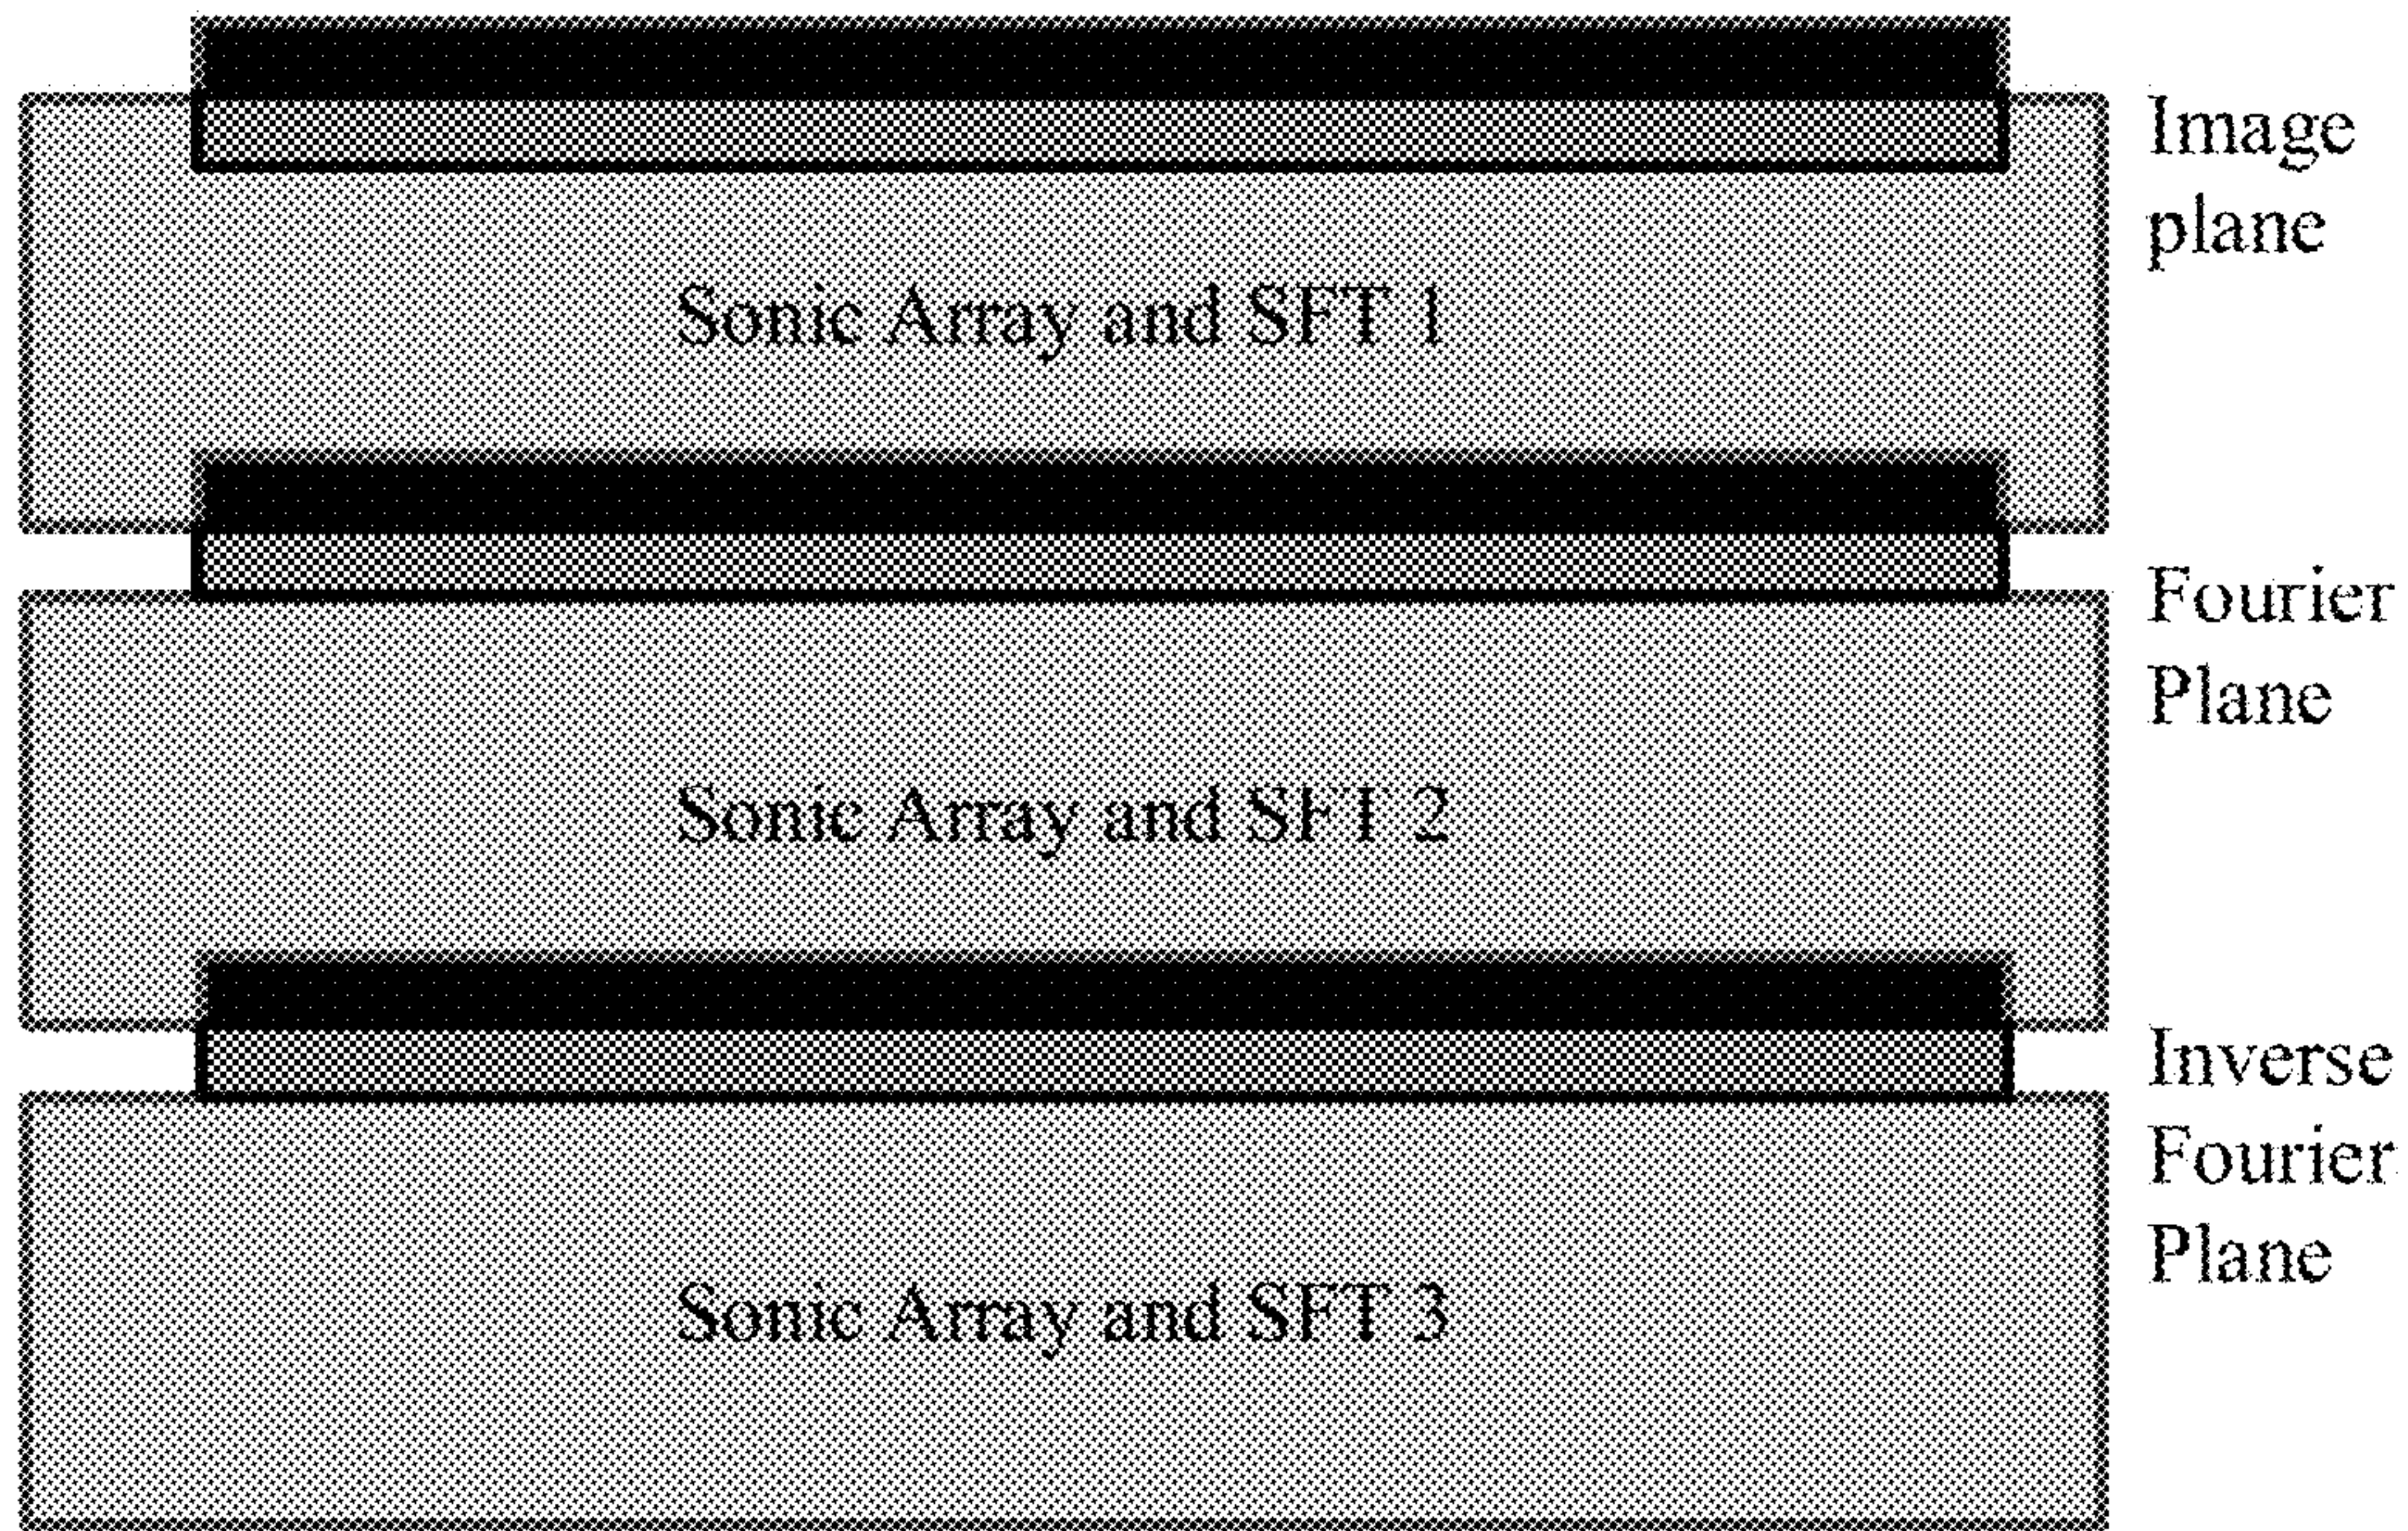 Image
plane
Sonic Array and SFT 1
Fourier
Plane
Sonic Array and SFT 2
Inverse
Fourier
Plane
Sonic Array and SFT 3